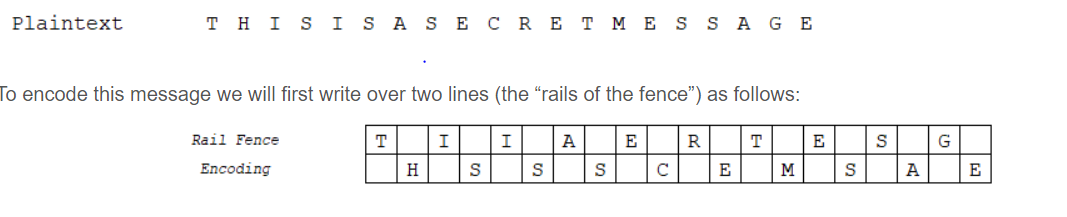 Plaintext T H I S I S A S E C R E T M E S S A G E
To encode this message we will first write over two lines (the “rails of the fence”) as follows:
Rail Fence T I I A E R T E S G
Encoding H S S S C E M S A E